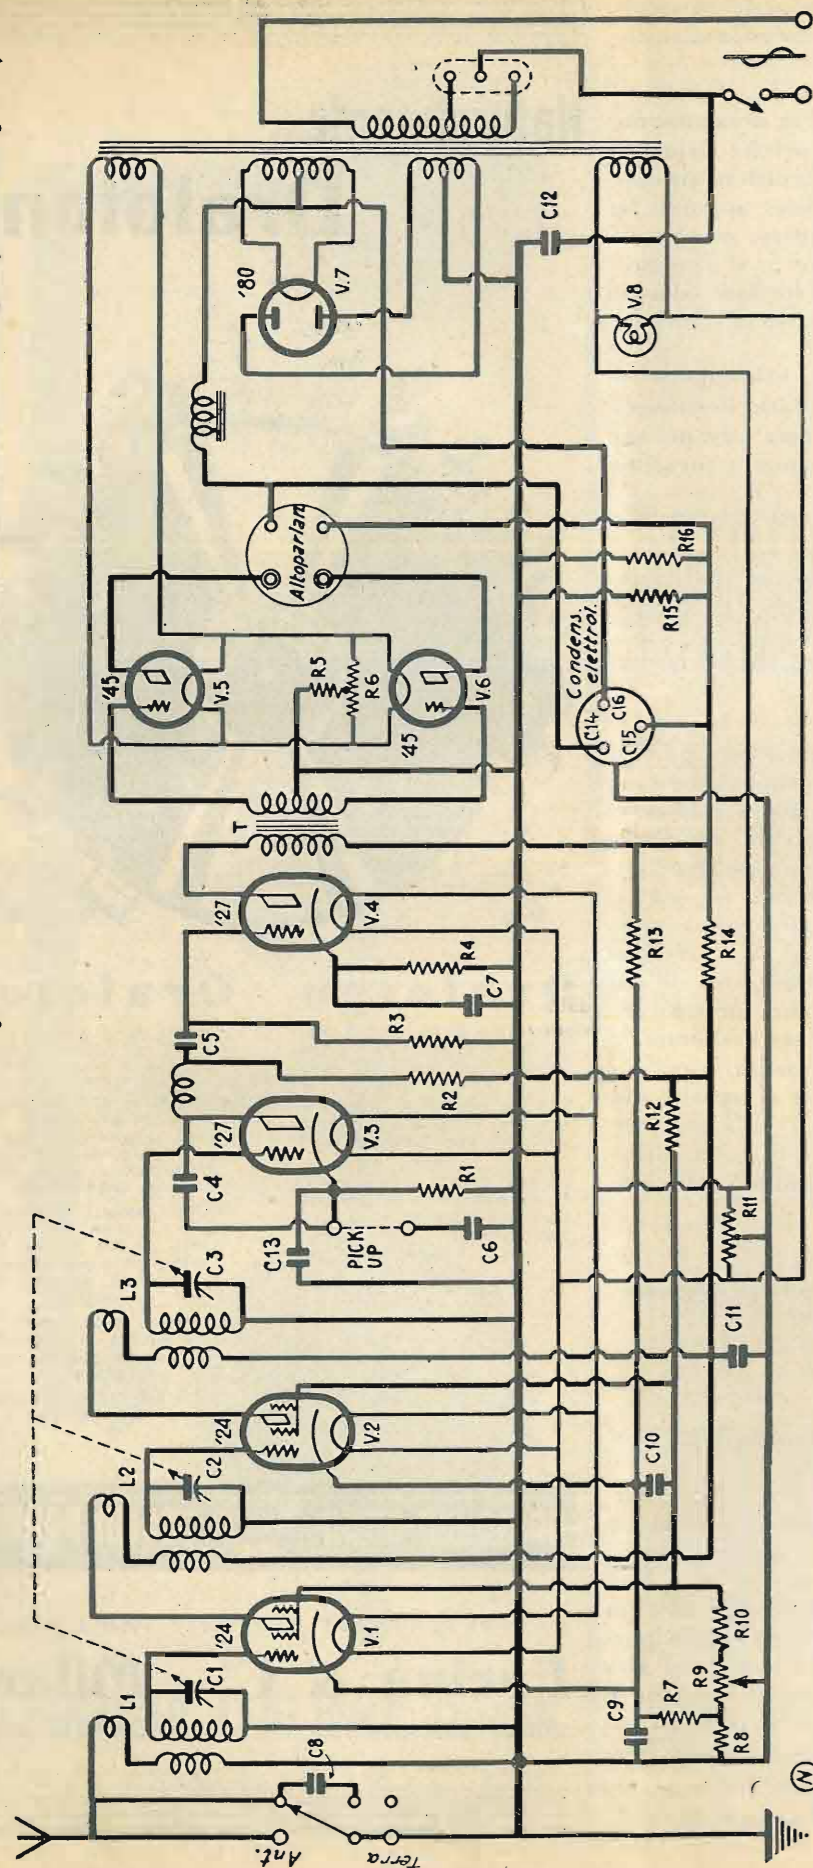 Ant.
Terra
L1
C1
C8
'24
V.1
L2
C2
'24
V.2
L3
C3
C13
PICK
UP
C4
C6
R1
'27
V.3
C5
R2
R3
C7
R4
'27
V.4
T
'45
V.5
R5
R6
'45
V.6
Altoparlan
'80
V.7
C12
V.8
Condens.
elettrol.
C14
C16
C15
R15
R16
R13
R14
R12
R11
C11
C10
C9
R7
R8
R9
R10
N